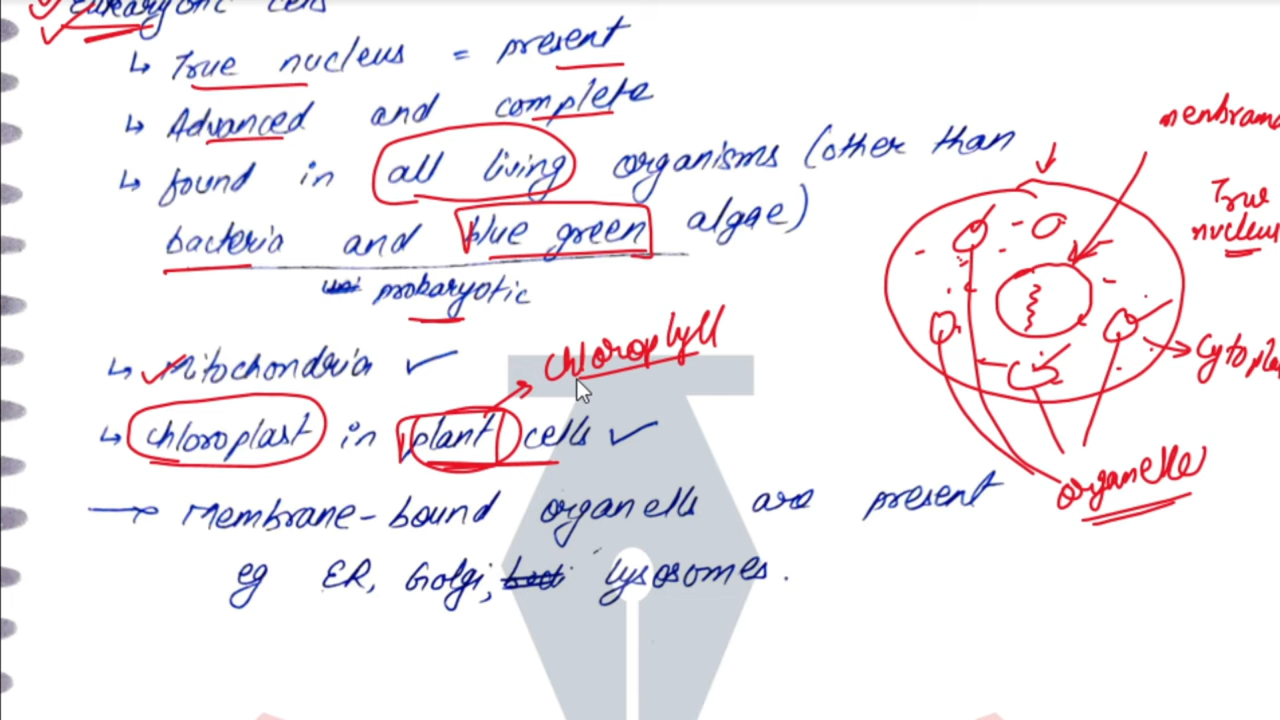 Eukaryotic cells
↳ True nucleus = present
↳ Advanced and complete
↳ found in all living organisms (other than
bacteria and blue green algae)
prokaryotic
↳ Mitochondria ✓
chlorophyll
↳ chloroplast in plant cells ✓
→ Membrane-bound organells are present
eg ER, Golgi, lysosomes.
menbrane
True
nucleus
Cytopla
organelle